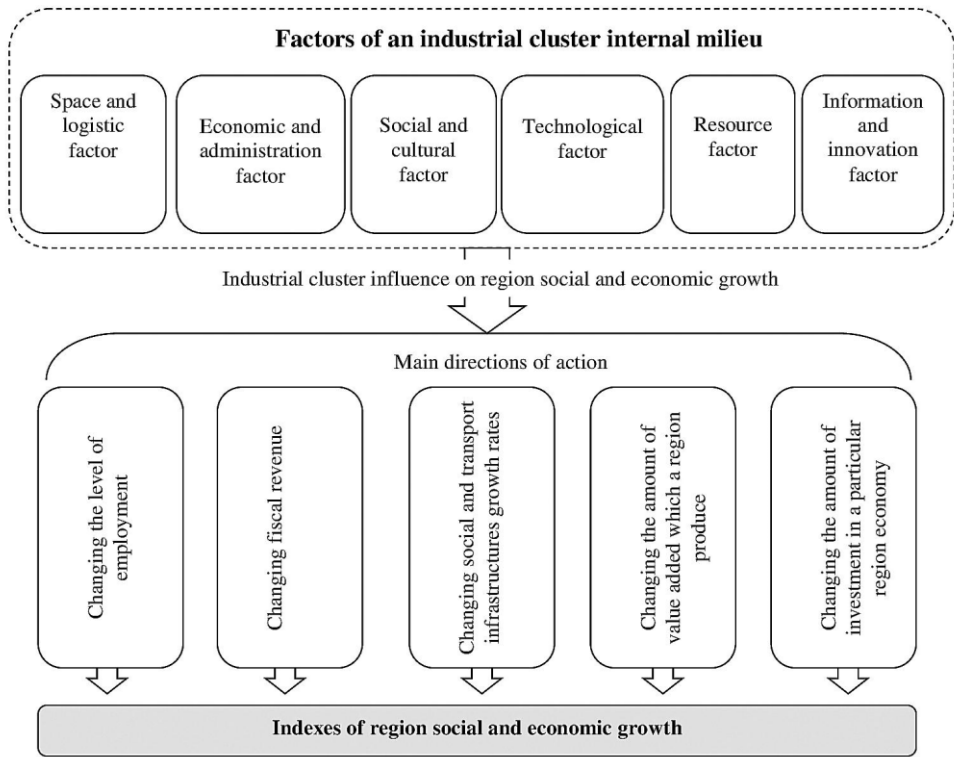 Factors of an industrial cluster internal milieu
Space and
logistic
factor
Economic and
administration
factor
Social and
cultural
factor
Technological
factor
Resource
factor
Information
and
innovation
factor
Industrial cluster influence on region social and economic growth
Main directions of action
Changing the level of
employment
Changing fiscal revenue
Changing social and transport
infrastructures growth rates
Changing the amount of
value added which a region
produce
Changing the amount of
investment in a particular
region economy
Indexes of region social and economic growth